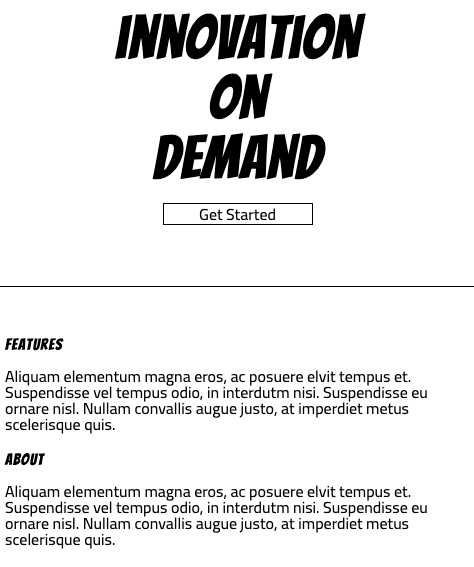 INNOVATION
ON
DEMAND
Get Started
FEATURES
Aliquam elementum magna eros, ac posuere elvit tempus et.
Suspendisse vel tempus odio, in interdutm nisi. Suspendisse eu
ornare nisl. Nullam convallis augue justo, at imperdiet metus
scelerisque quis.
ABOUT
Aliquam elementum magna eros, ac posuere elvit tempus et.
Suspendisse vel tempus odio, in interdutm nisi. Suspendisse eu
ornare nisl. Nullam convallis augue justo, at imperdiet metus
scelerisque quis.